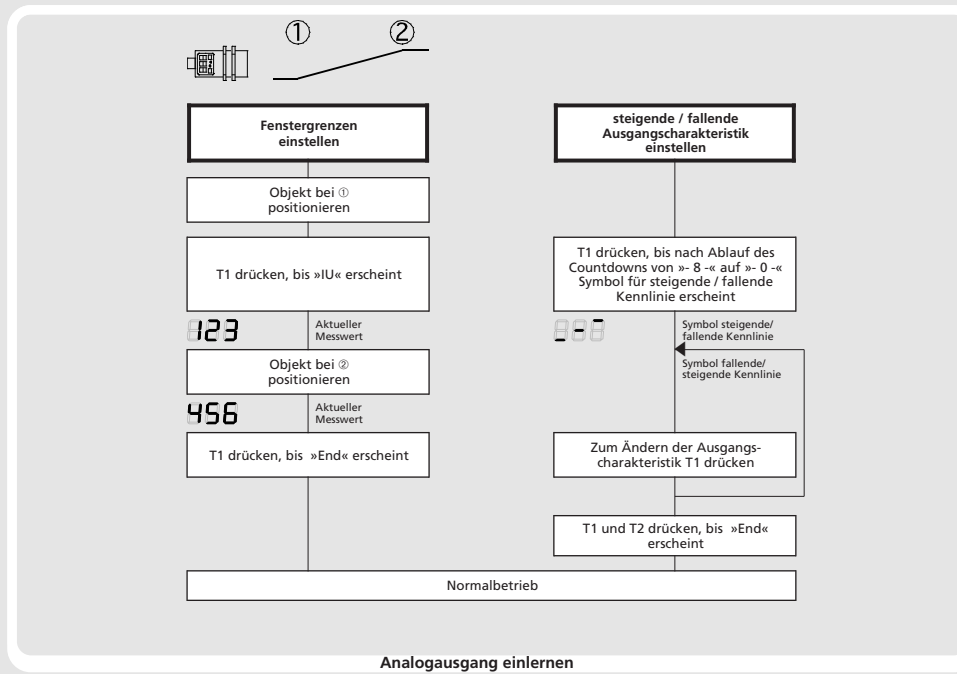 ① ②
Fenstergrenzen
einstellen
Objekt bei ①
positionieren
T1 drücken, bis »IU« erscheint
123
Aktueller
Messwert
Objekt bei ②
positionieren
456
Aktueller
Messwert
T1 drücken, bis »End« erscheint
steigende / fallende
Ausgangscharakteristik
einstellen
T1 drücken, bis nach Ablauf des
Countdowns von »- 8 -« auf »- 0 -«
Symbol für steigende / fallende
Kennlinie erscheint
Symbol steigende/
fallende Kennlinie
Symbol fallende/
steigende Kennlinie
Zum Ändern der Ausgangs-
charakteristik T1 drücken
T1 und T2 drücken, bis »End«
erscheint
Normalbetrieb
Analogausgang einlernen